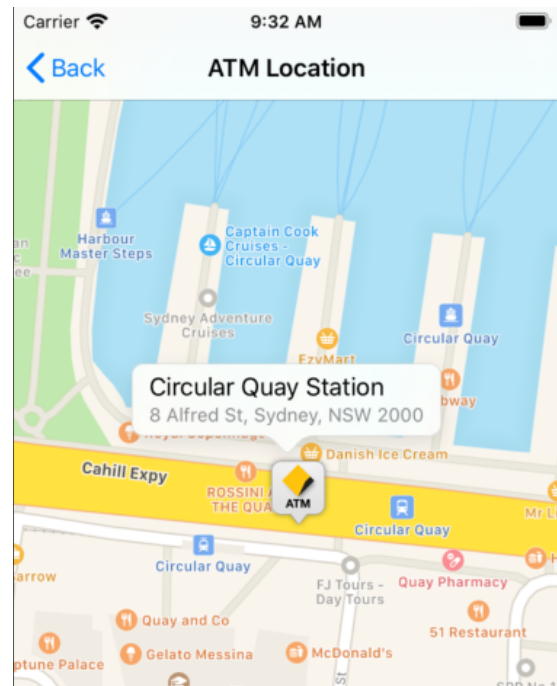 Carrier
9:32 AM
Back
ATM Location
Harbour
Master Steps
Captain Cook
Cruises -
Circular Quay
Sydney Adventure
Cruises
EzyMart
Circular Quay
Circular Quay Station
8 Alfred St, Sydney, NSW 2000
Danish Ice Cream
Cahill Expy
ROSSINI
THE QUA
ATM
Circular Quay
Circular Quay
FJ Tours -
Day Tours
Quay Pharmacy
Quay and Co
51 Restaurant
Gelato Messina
McDonald's
ptune Palace
St